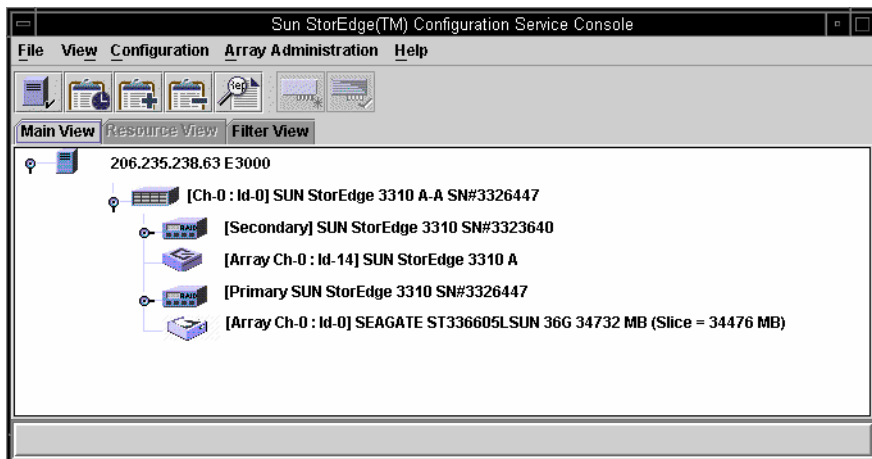 Sun StorEdge(TM) Configuration Service Console
File View Configuration Array Administration Help
Rep
Main View Resource View Filter View
206.235.238.63 E3000
[Ch-0 : Id-0] SUN StorEdge 3310 A-A SN#3326447
RAID
[Secondary] SUN StorEdge 3310 SN#3323640
[Array Ch-0 : Id-14] SUN StorEdge 3310 A
RAID
[Primary SUN StorEdge 3310 SN#3326447
[Array Ch-0 : Id-0] SEAGATE ST336605LSUN 36G 34732 MB (Slice = 34476 MB)